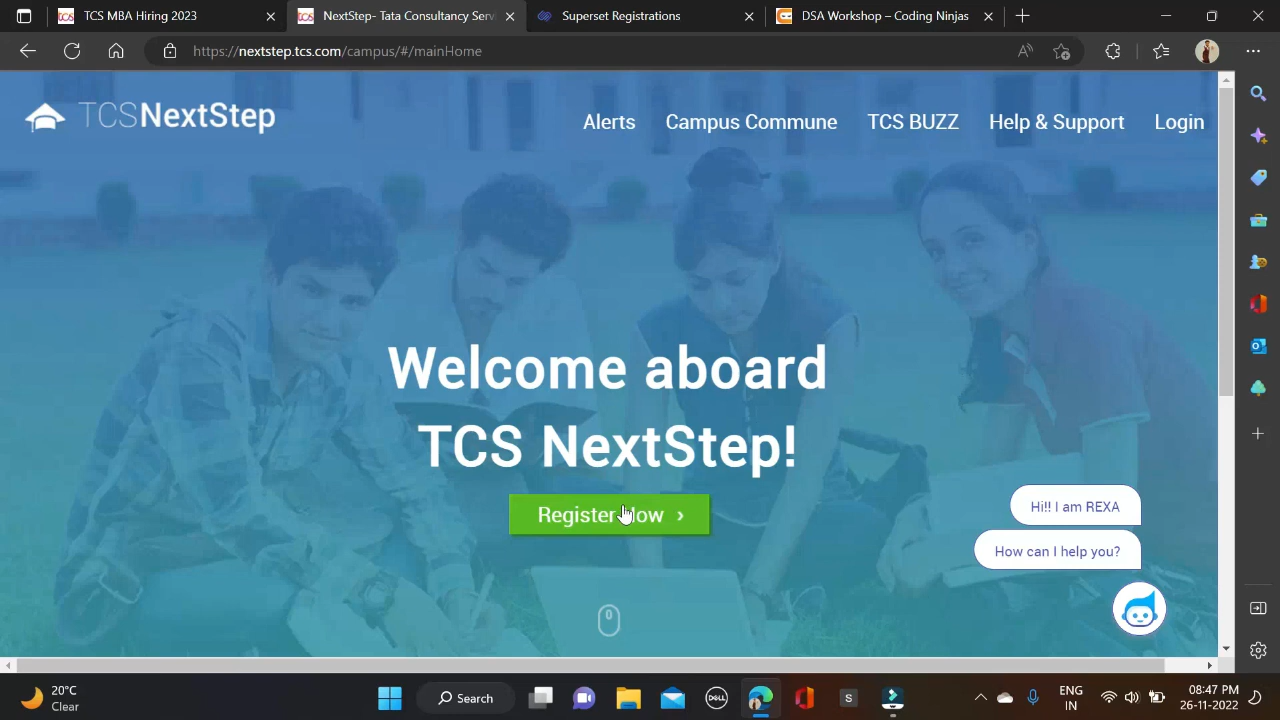 TCS MBA Hiring 2023
NextStep- Tata Consultancy Serv
Superset Registrations
DSA Workshop – Coding Ninjas
https://nextstep.tcs.com/campus/#/mainHome
TCSNextStep
Alerts
Campus Commune
TCS BUZZ
Help & Support
Login
Welcome aboard
TCS NextStep!
Register Now ›
Hi!! I am REXA
How can I help you?
20°C
Clear
Search
DELL
S
ENG
IN
08:47 PM
26-11-2022